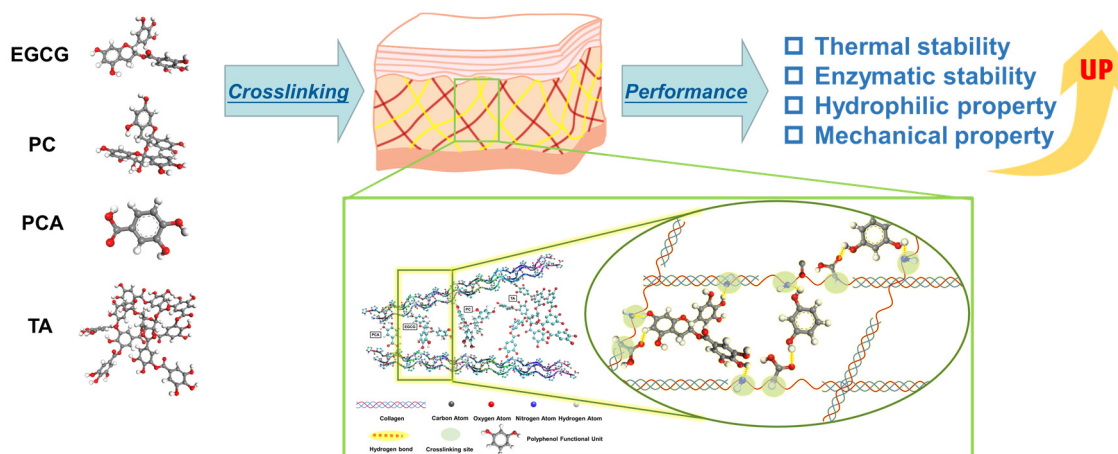 EGCG
PC
PCA
TA
Crosslinking
Performance
Thermal stability
Enzymatic stability
Hydrophilic property
Mechanical property
UP
PCA
EGCG
PC
TA
Collagen
Carbon Atom
Oxygen Atom
Nitrogen Atom
Hydrogen Atom
Hydrogen bond
Crosslinking site
Polyphenol Functional Unit